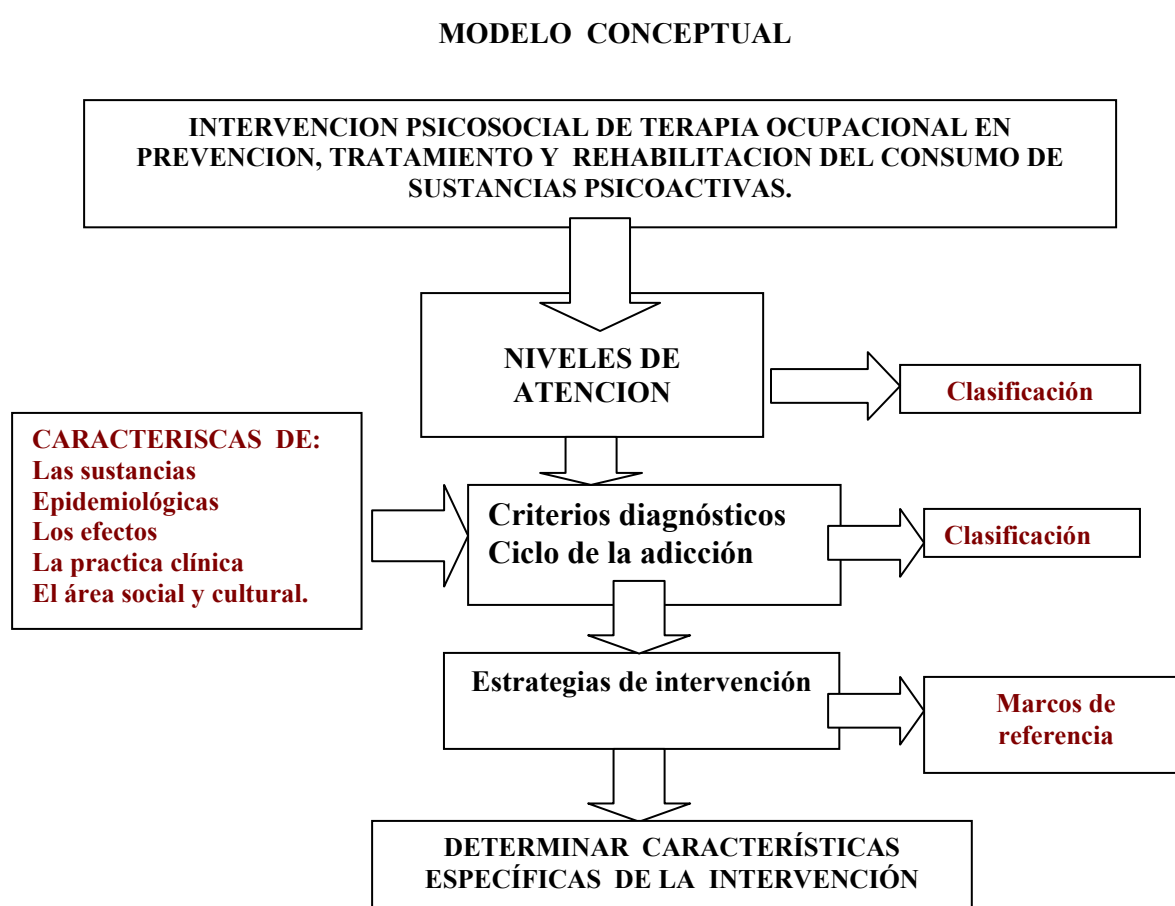 MODELO CONCEPTUAL
INTERVENCION PSICOSOCIAL DE TERAPIA OCUPACIONAL EN
PREVENCION, TRATAMIENTO Y REHABILITACION DEL CONSUMO DE
SUSTANCIAS PSICOACTIVAS.
NIVELES DE
ATENCION
Clasificación
CARACTERISCAS DE:
Las sustancias
Epidemiológicas
Los efectos
La practica clínica
El área social y cultural.
Criterios diagnósticos
Ciclo de la adicción
Clasificación
Estrategias de intervención
Marcos de
referencia
DETERMINAR CARACTERÍSTICAS
ESPECÍFICAS DE LA INTERVENCIÓN